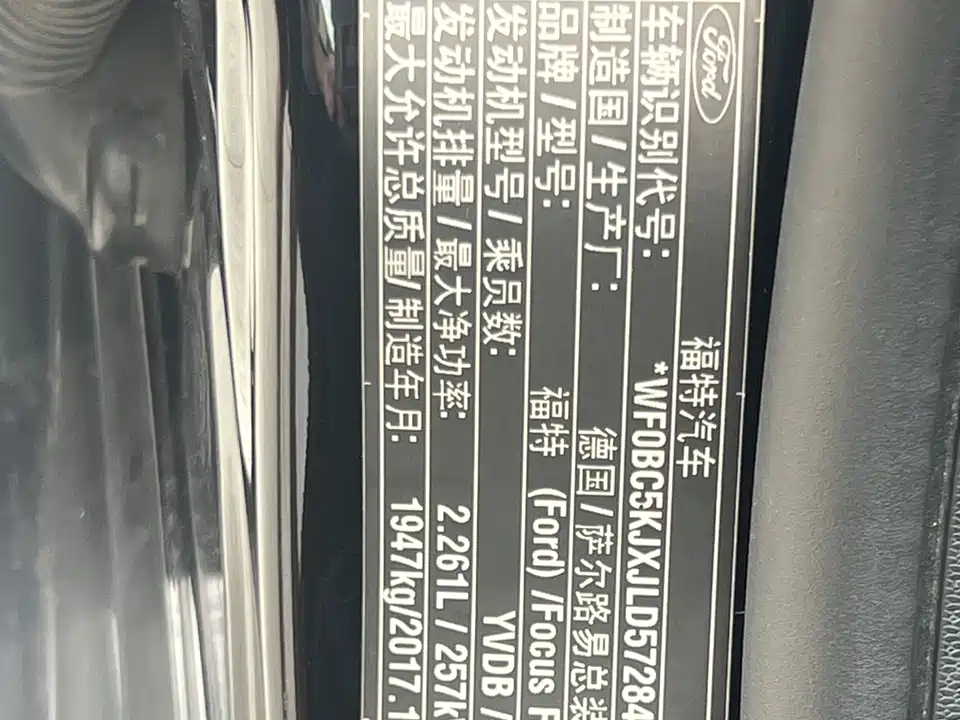 Ford
福特汽车
车辆识别代号: *WF0BC5KJXJLD57284
制造国/生产厂: 德国/萨尔路易总装
品牌/型号: 福特 (Ford)/Focus
发动机型号/乘员数: YVDB /
发动机排量/最大净功率: 2.261L / 257k
最大允许总质量/制造年月: 1947kg/2017.1